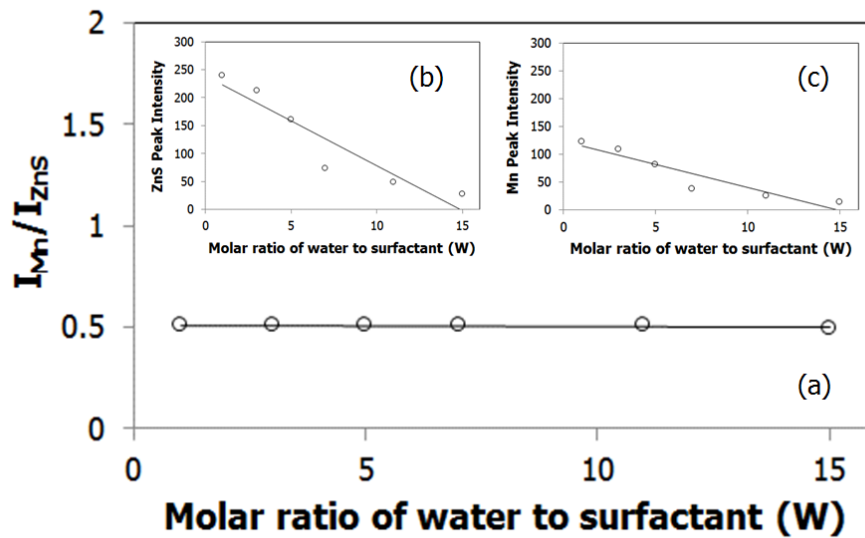 2
1.5
1
0.5
0
I_Mn/I_ZnS
0 5 10 15
Molar ratio of water to surfactant (W)
(a)
300
250
200
150
100
50
0
ZnS Peak Intensity
0 5 10 15
Molar ratio of water to surfactant (W)
(b)
300
250
200
150
100
50
0
Mn Peak Intensity
0 5 10 15
Molar ratio of water to surfactant (W)
(c)